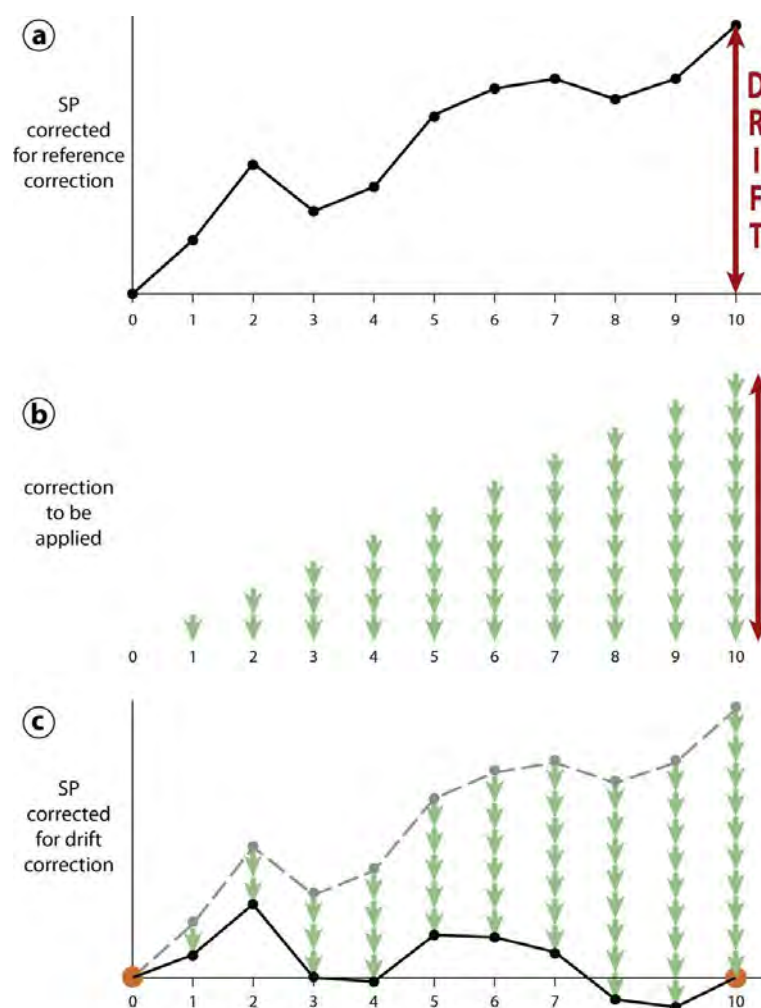 a
SP
corrected
for reference
correction
DRIFT
0 1 2 3 4 5 6 7 8 9 10
b
correction
to be
applied
0 1 2 3 4 5 6 7 8 9 10
c
SP
corrected
for drift
correction
0 1 2 3 4 5 6 7 8 9 10